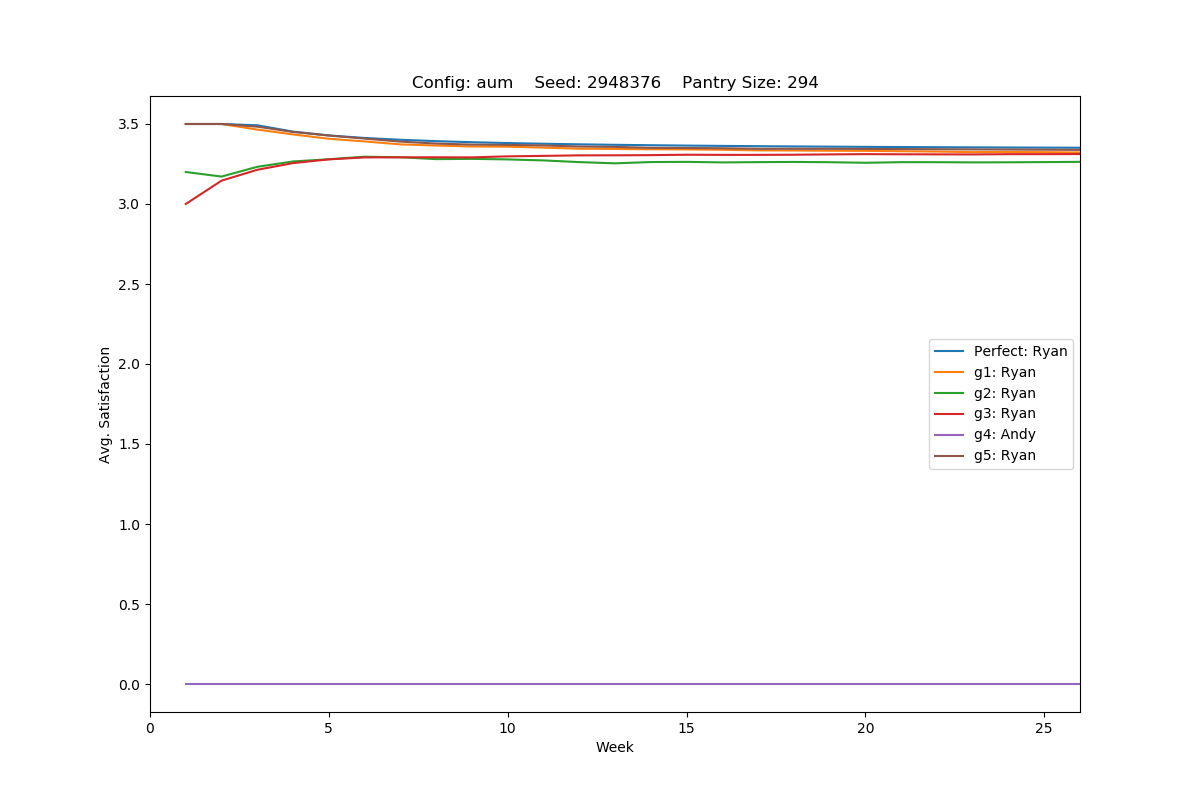 Config: aum    Seed: 2948376    Pantry Size: 294
3.5
3.0
2.5
2.0
1.5
1.0
0.5
0.0
Avg. Satisfaction
Perfect: Ryan
g1: Ryan
g2: Ryan
g3: Ryan
g4: Andy
g5: Ryan
0 5 10 15 20 25
Week